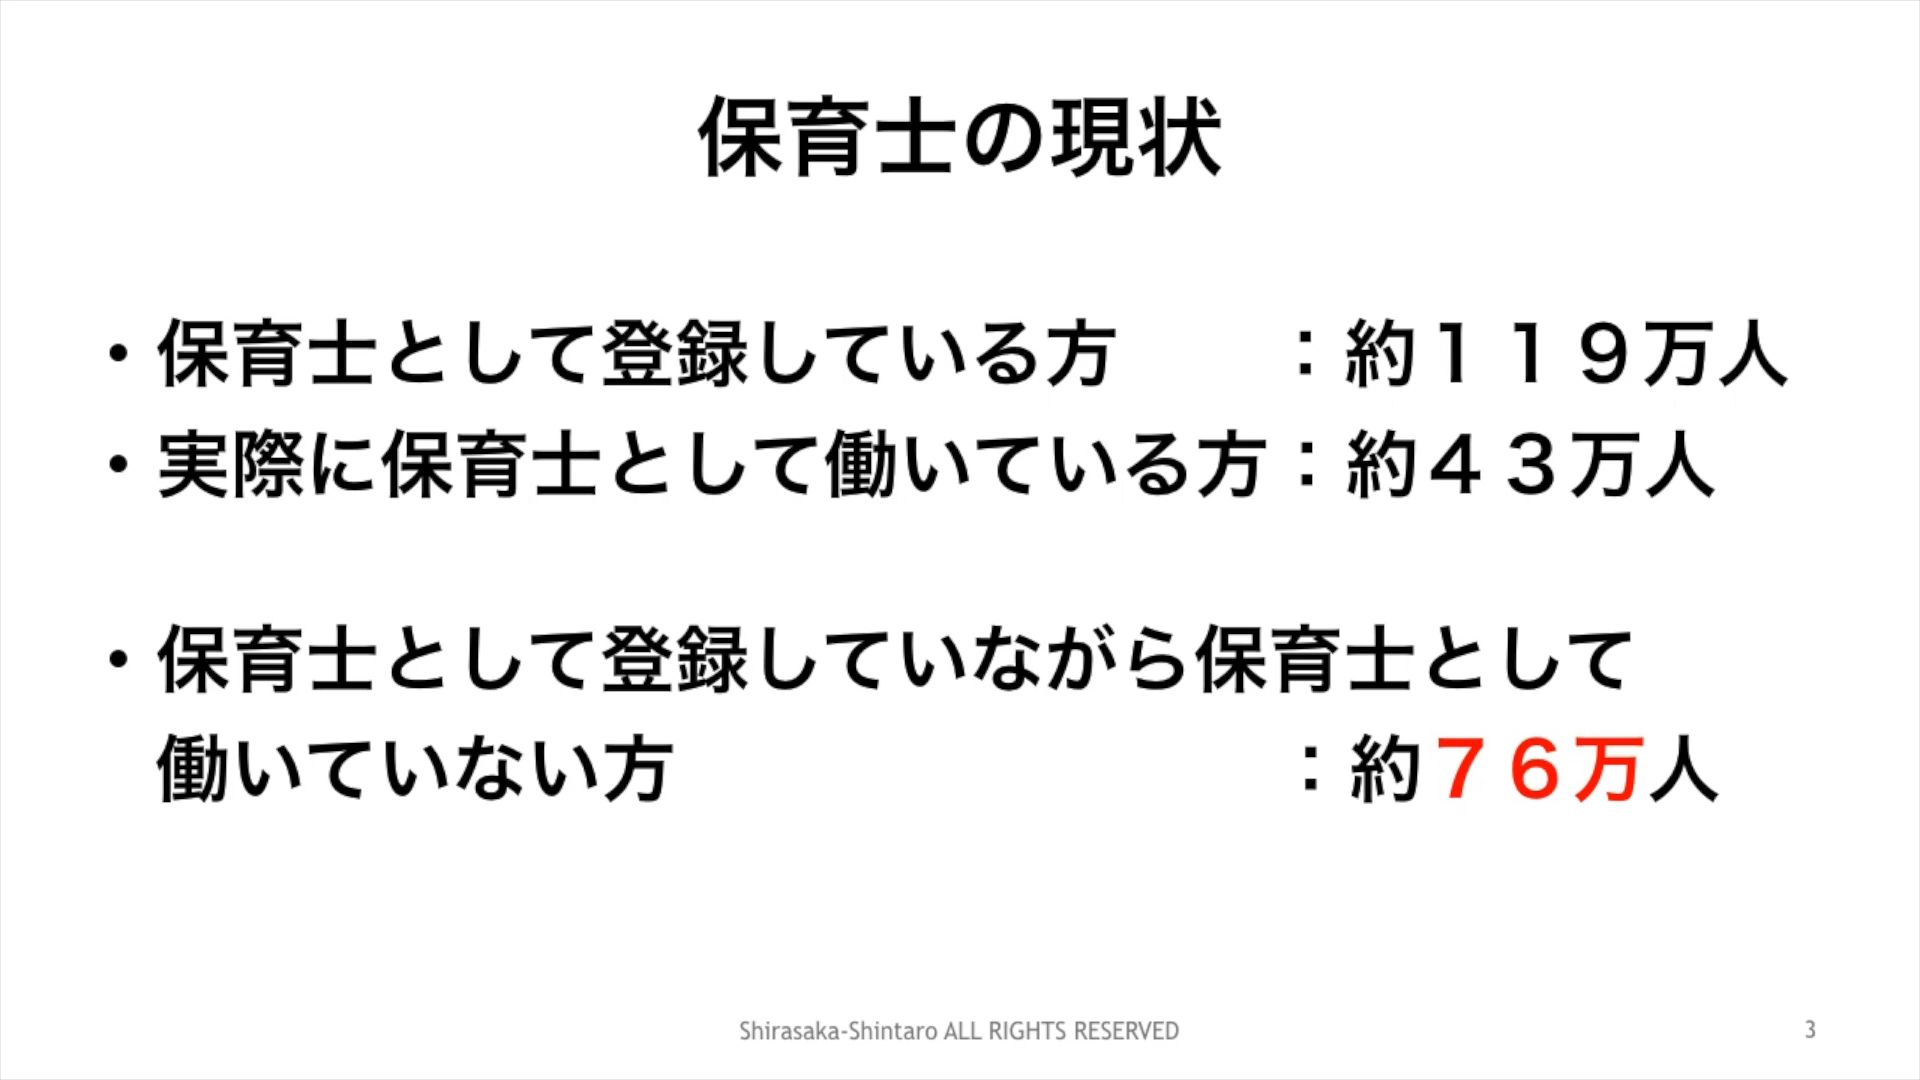 保育士の現状
・保育士として登録している方　　：約１１９万人
・実際に保育士として働いている方：約４３万人
・保育士として登録していながら保育士として
働いていない方　　　　　　　　：約７６万人
Shirasaka-Shintaro ALL RIGHTS RESERVED
3